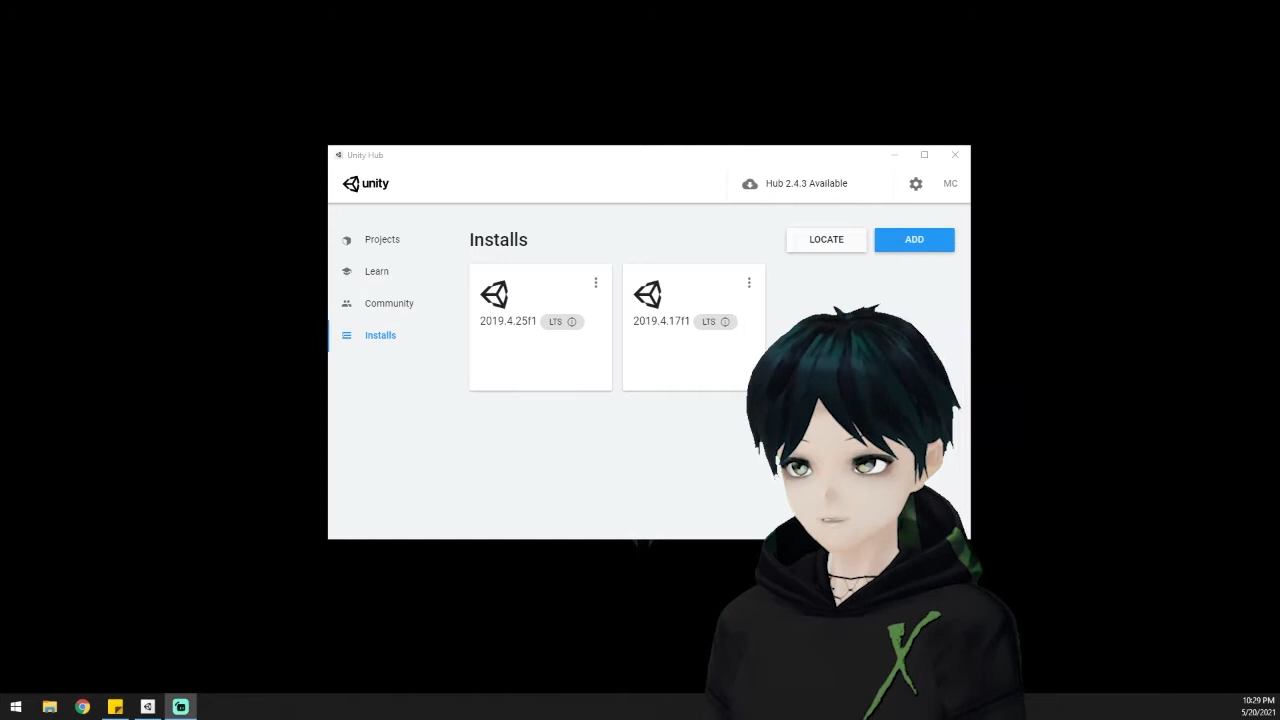 Unity Hub
unity
Hub 2.4.3 Available
MC
Projects
Learn
Community
Installs
Installs
LOCATE
ADD
2019.4.25f1 LTS
2019.4.17f1 LTS
X
10:29 PM
5/20/2021